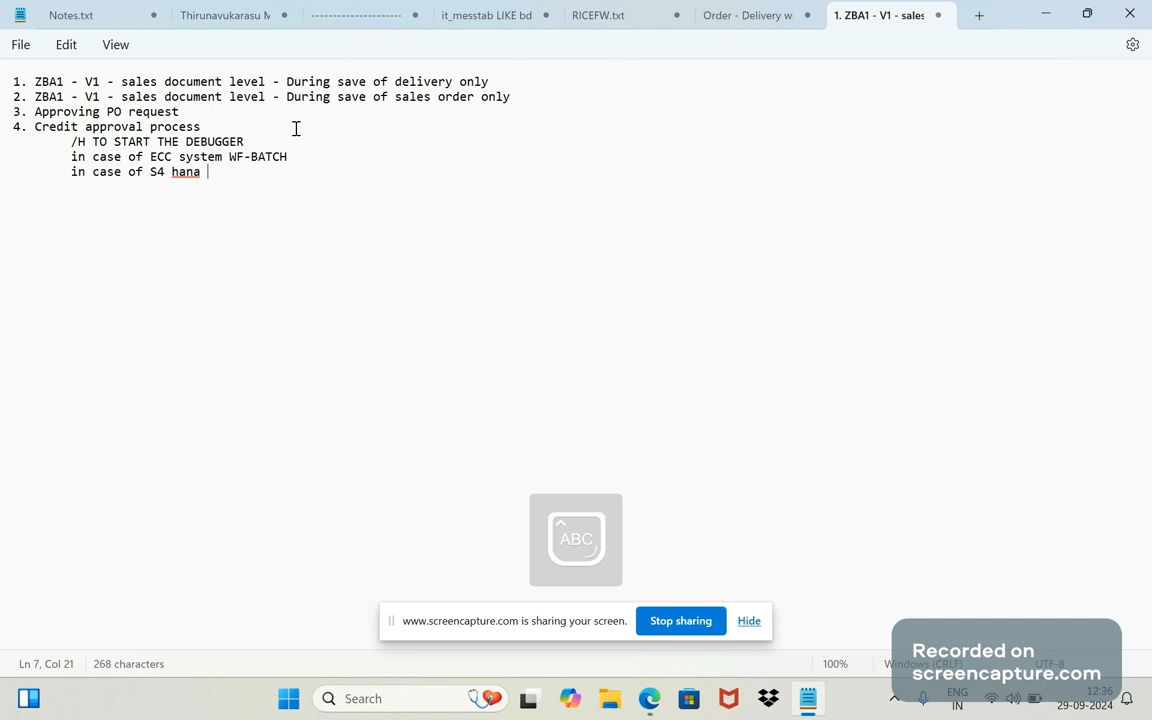 Notes.txt
Thirunavukarasu M
--------------------
it_messtab LIKE bd
RICEFW.txt
Order - Delivery w
1. ZBA1 - V1 - sales
File Edit View
1. ZBA1 - V1 - sales document level - During save of delivery only
2. ZBA1 - V1 - sales document level - During save of sales order only
3. Approving PO request
4. Credit approval process
/H TO START THE DEBUGGER
in case of ECC system WF-BATCH
in case of S4 hana
ABC
www.screencapture.com is sharing your screen. Stop sharing Hide
Recorded on
screencapture.com
Ln 7, Col 21 268 characters 100% Windows (CRLF) UTF-8
Search
ENG
IN
12:36
29-09-2024